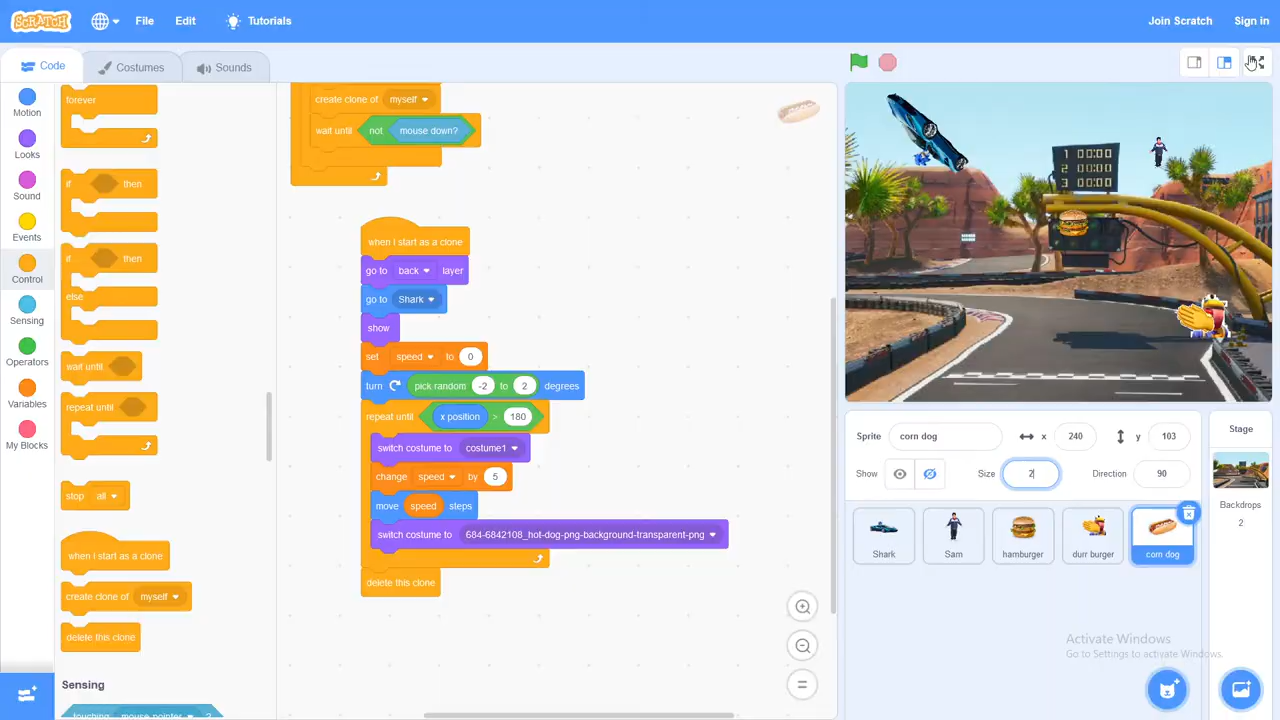 SCRATCH
File
Edit
Tutorials
Join Scratch
Sign in
Code
Costumes
Sounds
Motion
Looks
Sound
Events
Control
Sensing
Operators
Variables
My Blocks
forever
if then
if then
else
wait until
repeat until
stop all
when I start as a clone
create clone of myself
delete this clone
Sensing
touching mouse-pointer ?
create clone of myself
wait until not mouse down?
when I start as a clone
go to back layer
go to Shark
show
set speed to 0
turn pick random -2 to 2 degrees
repeat until x position > 180
switch costume to costume1
change speed by 5
move speed steps
switch costume to 684-6842108_hot-dog-png-background-transparent-png
delete this clone
1 00:00
2 00:00
3 00:00
Sprite corn dog x 240 y 103
Show Size 2 Direction 90
Shark
Sam
hamburger
durr burger
corn dog
Stage
Backdrops
2
Activate Windows
Go to Settings to activate Windows.